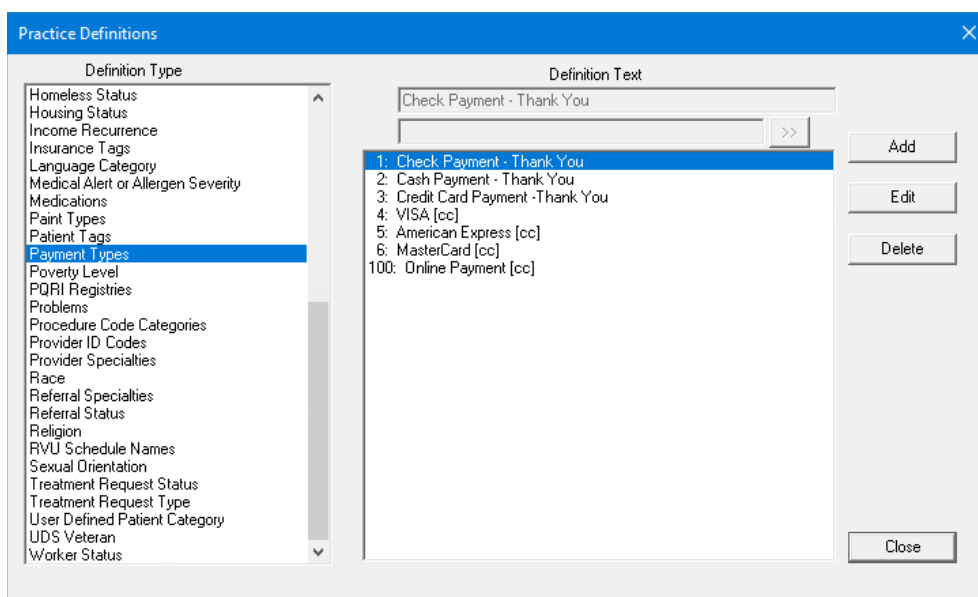 Practice Definitions
Definition Type
Homeless Status
Housing Status
Income Recurrence
Insurance Tags
Language Category
Medical Alert or Allergen Severity
Medications
Paint Types
Patient Tags
Payment Types
Poverty Level
PQRI Registries
Problems
Procedure Code Categories
Provider ID Codes
Provider Specialties
Race
Referral Specialties
Referral Status
Religion
RVU Schedule Names
Sexual Orientation
Treatment Request Status
Treatment Request Type
User Defined Patient Category
UDS Veteran
Worker Status
Definition Text
Check Payment - Thank You
>>
1: Check Payment - Thank You
2: Cash Payment - Thank You
3: Credit Card Payment -Thank You
4: VISA [cc]
5: American Express [cc]
6: MasterCard [cc]
100: Online Payment [cc]
Add
Edit
Delete
Close